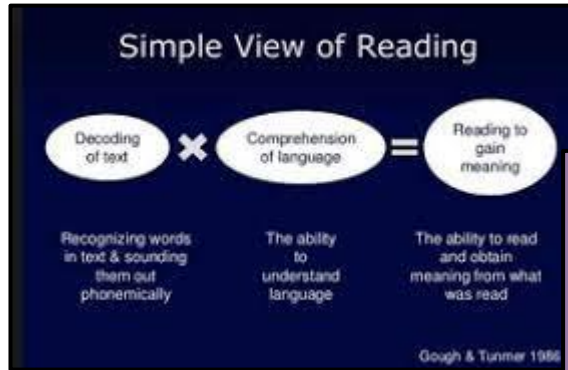 Simple View of Reading
Decoding
of text
×
Comprehension
of language
=
Reading to
gain
meaning
Recognizing words
in text & sounding
them out
phonemically
The ability
to
understand
language
The ability to read
and obtain
meaning from what
was read
Gough & Tunmer 1986